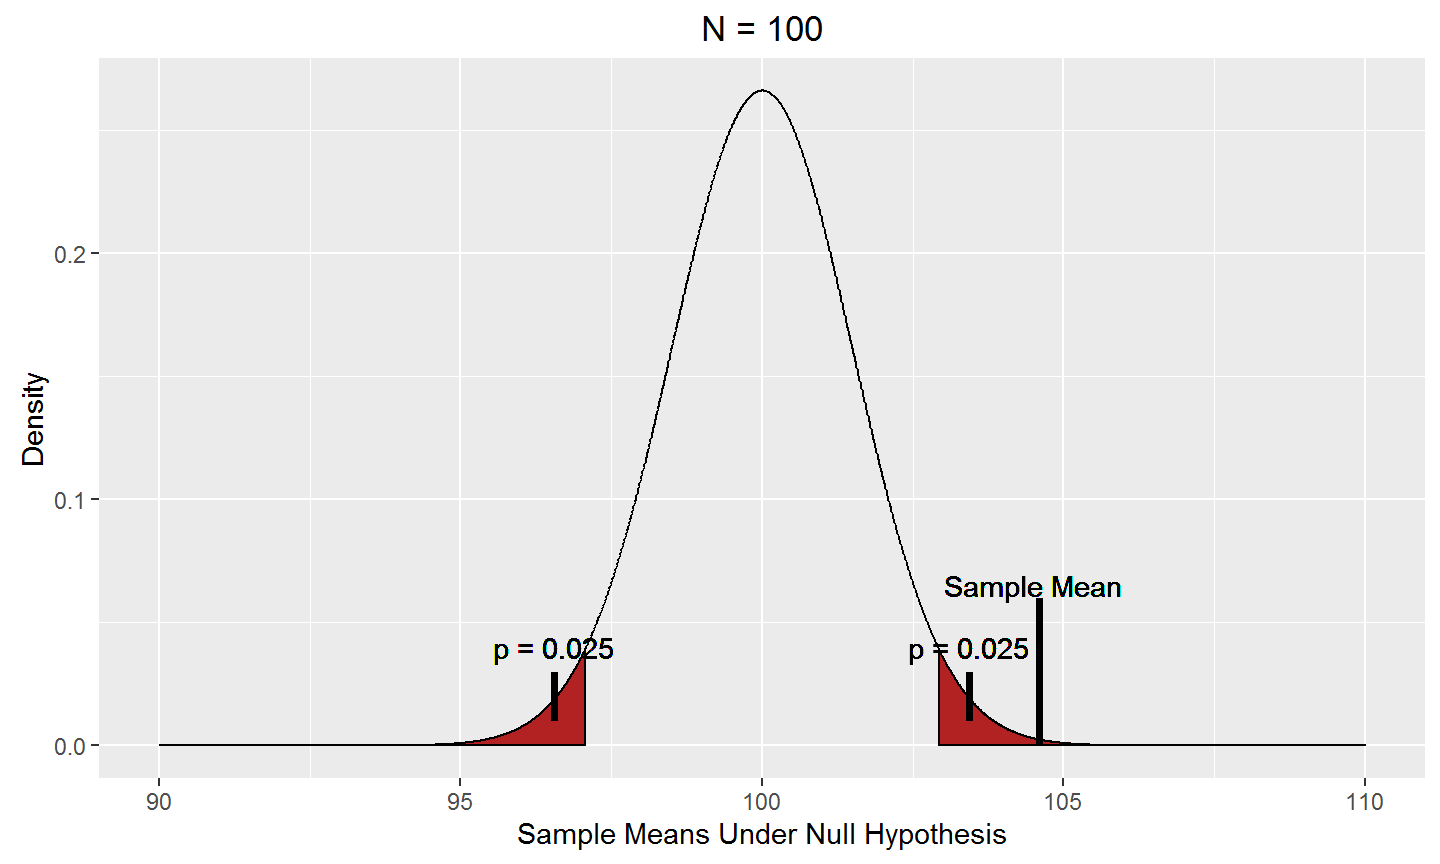 N = 100
Density
0.2
0.1
0.0
Sample Mean
p = 0.025
p = 0.025
90
95
100
105
110
Sample Means Under Null Hypothesis